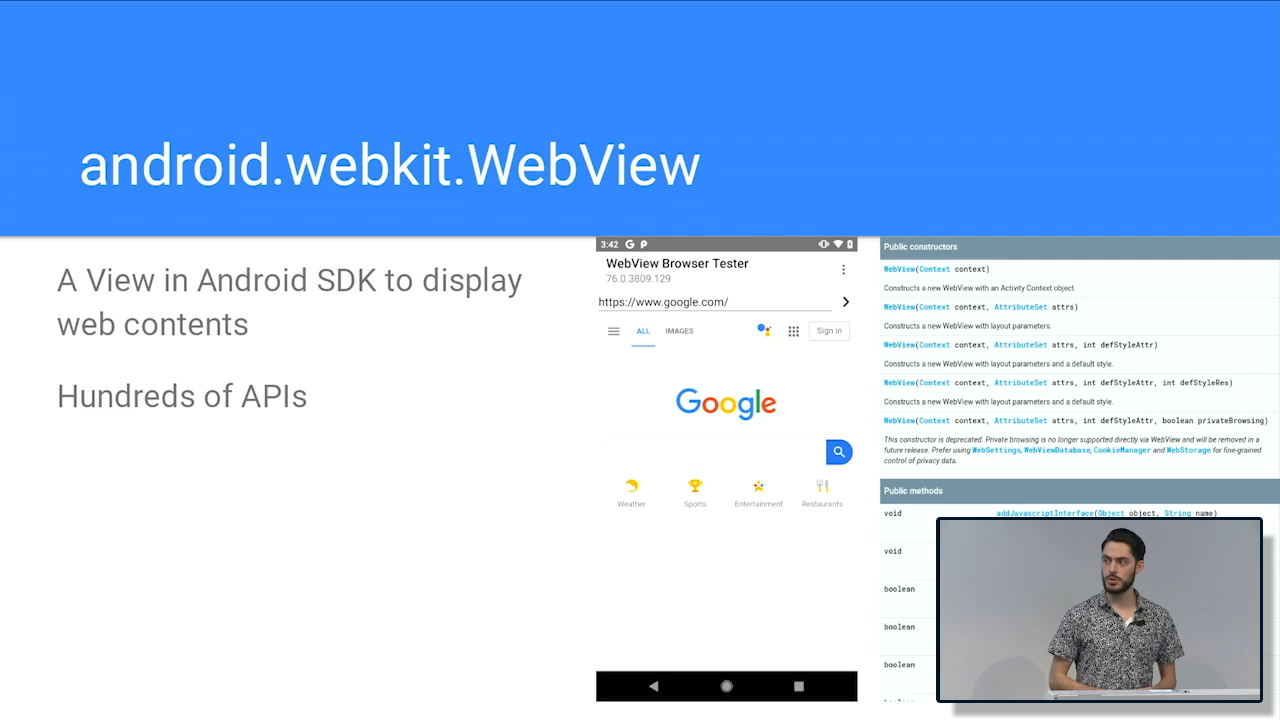 android.webkit.WebView
A View in Android SDK to display
web contents
Hundreds of APIs
3:42
WebView Browser Tester
76.0.3809.129
https://www.google.com/
ALL IMAGES Sign in
Google
Weather Sports Entertainment Restaurants
Public constructors
WebView(Context context)
Constructs a new WebView with an Activity Context object.
WebView(Context context, AttributeSet attrs)
Constructs a new WebView with layout parameters.
WebView(Context context, AttributeSet attrs, int defStyleAttr)
Constructs a new WebView with layout parameters and a default style.
WebView(Context context, AttributeSet attrs, int defStyleAttr, int defStyleRes)
Constructs a new WebView with layout parameters and a default style.
WebView(Context context, AttributeSet attrs, int defStyleAttr, boolean privateBrowsing)
This constructor is deprecated. Private browsing is no longer supported directly via WebView and will be removed in a
future release. Prefer using WebSettings, WebViewDatabase, CookieManager and WebStorage for fine-grained
control of privacy data.
Public methods
void addJavascriptInterface(Object object, String name)
void
boolean
boolean
boolean